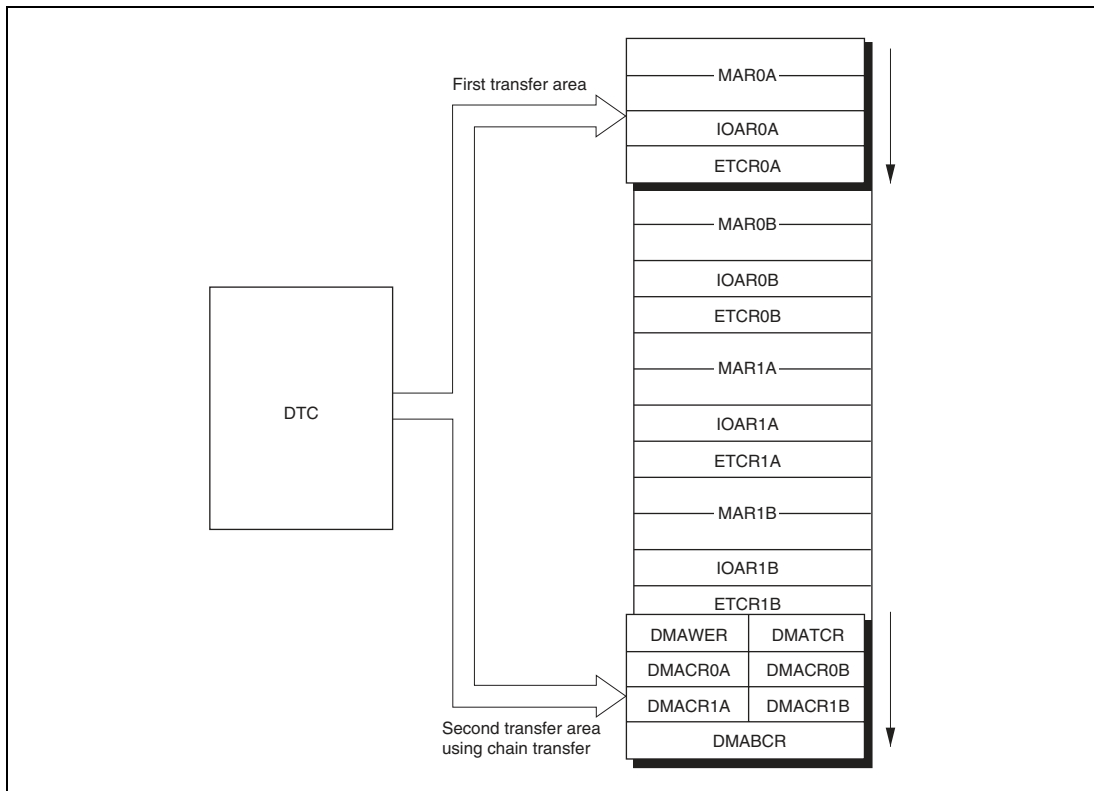 First transfer area
MAR0A
IOAR0A
ETCR0A
MAR0B
IOAR0B
ETCR0B
MAR1A
IOAR1A
ETCR1A
MAR1B
IOAR1B
ETCR1B
DTC
DMAWER DMATCR
DMACR0A DMACR0B
DMACR1A DMACR1B
DMABCR
Second transfer area
using chain transfer